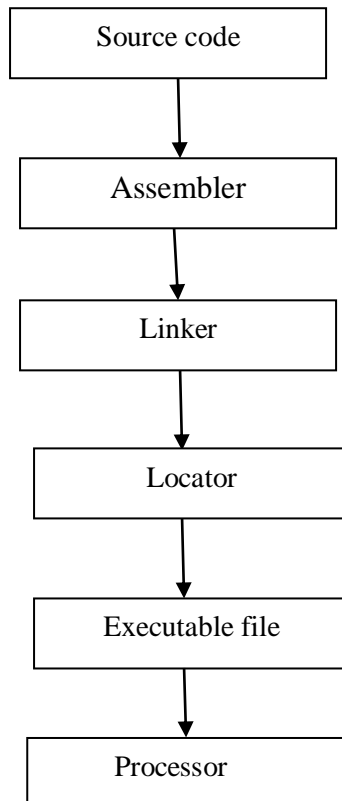 Source code
Assembler
Linker
Locator
Executable file
Processor